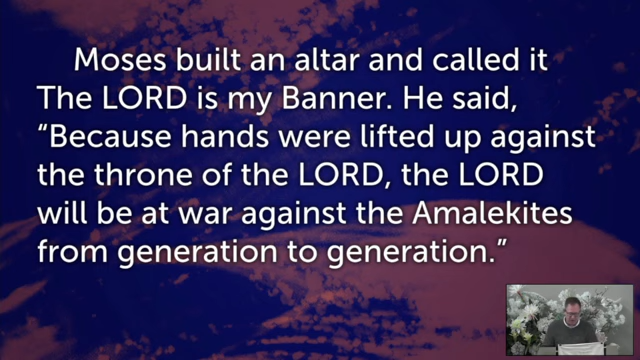 Moses built an altar and called it
The LORD is my Banner. He said,
“Because hands were lifted up against
the throne of the LORD, the LORD
will be at war against the Amalekites
from generation to generation.”